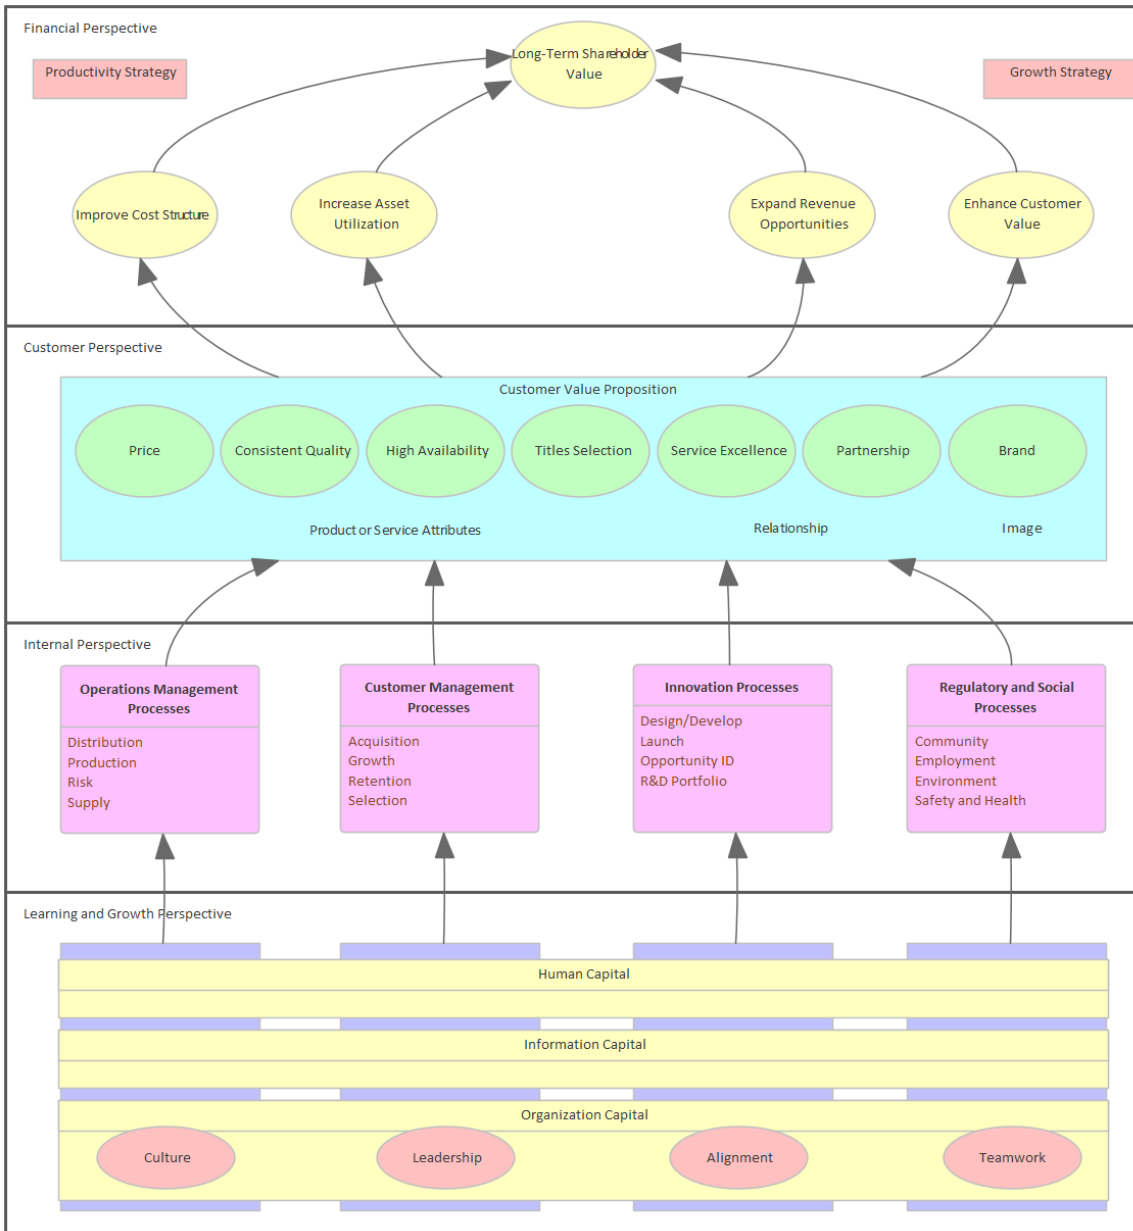 Financial Perspective
Productivity Strategy
Long-Term Shareholder
Value
Growth Strategy
Improve Cost Structure
Increase Asset
Utilization
Expand Revenue
Opportunities
Enhance Customer
Value
Customer Perspective
Customer Value Proposition
Price
Consistent Quality
High Availability
Titles Selection
Service Excellence
Partnership
Brand
Product or Service Attributes
Relationship
Image
Internal Perspective
Operations Management
Processes
Distribution
Production
Risk
Supply
Customer Management
Processes
Acquisition
Growth
Retention
Selection
Innovation Processes
Design/Develop
Launch
Opportunity ID
R&D Portfolio
Regulatory and Social
Processes
Community
Employment
Environment
Safety and Health
Learning and Growth Perspective
Human Capital
Information Capital
Organization Capital
Culture
Leadership
Alignment
Teamwork